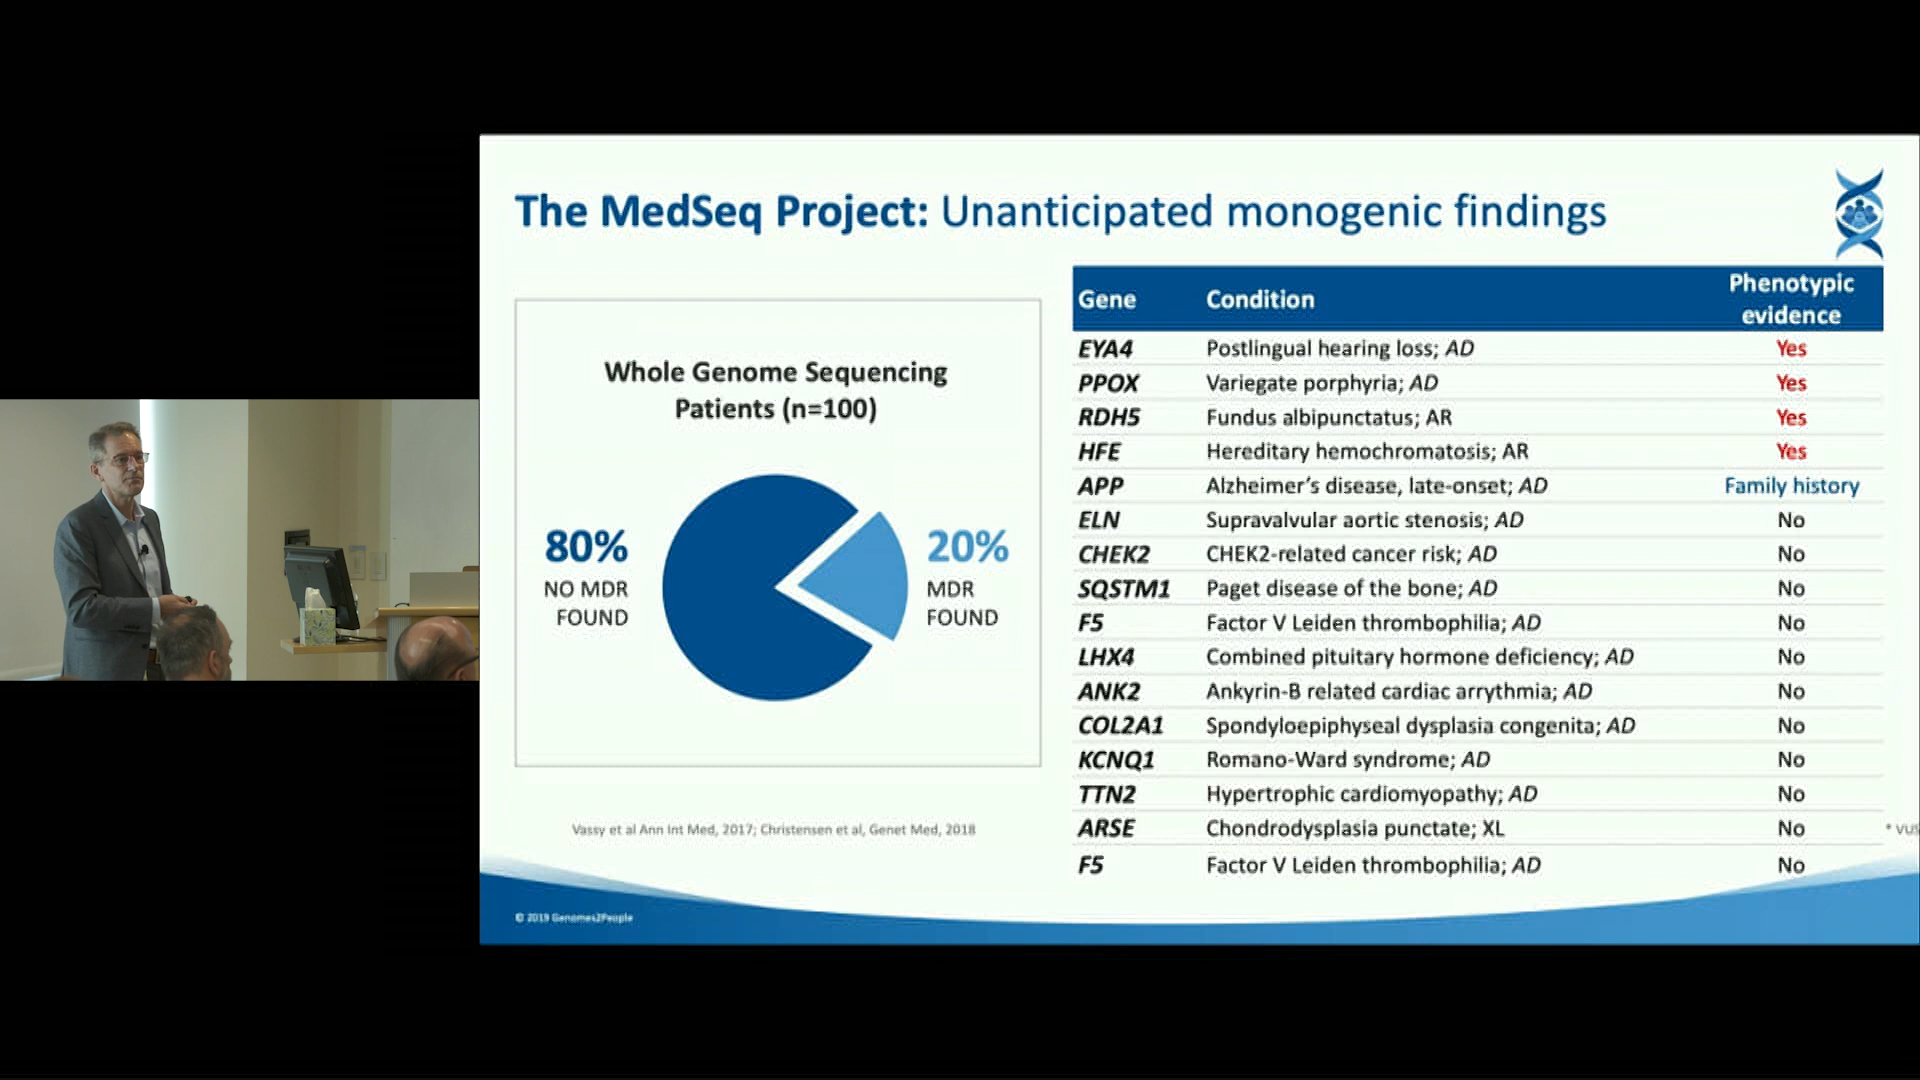 The MedSeq Project: Unanticipated monogenic findings
Whole Genome Sequencing
Patients (n=100)
80%
NO MDR
FOUND
20%
MDR
FOUND
Vassy et al Ann Int Med, 2017; Christensen et al, Genet Med, 2018
Gene Condition Phenotypic evidence
EYA4 Postlingual hearing loss; AD Yes
PPOX Variegate porphyria; AD Yes
RDH5 Fundus albipunctatus; AR Yes
HFE Hereditary hemochromatosis; AR Yes
APP Alzheimer’s disease, late-onset; AD Family history
ELN Supravalvular aortic stenosis; AD No
CHEK2 CHEK2-related cancer risk; AD No
SQSTM1 Paget disease of the bone; AD No
F5 Factor V Leiden thrombophilia; AD No
LHX4 Combined pituitary hormone deficiency; AD No
ANK2 Ankyrin-B related cardiac arrythmia; AD No
COL2A1 Spondyloepiphyseal dysplasia congenita; AD No
KCNQ1 Romano-Ward syndrome; AD No
TTN2 Hypertrophic cardiomyopathy; AD No
ARSE Chondrodysplasia punctate; XL No
* VUS
F5 Factor V Leiden thrombophilia; AD No
© 2019 Genomes2People